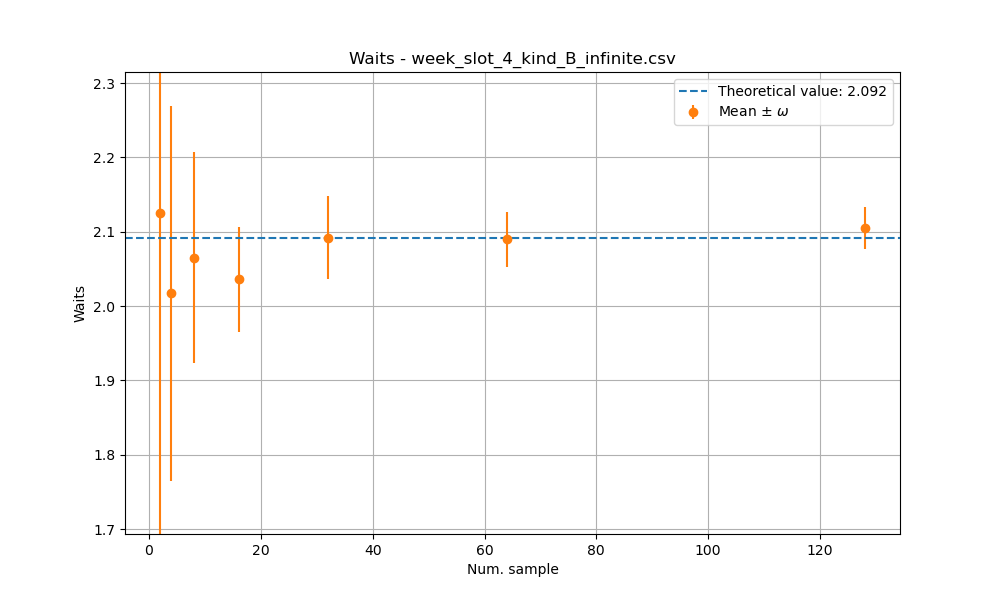 Waits - week_slot_4_kind_B_infinite.csv
Theoretical value: 2.092
Mean ± ω
2.3
2.2
2.1
2.0
1.9
1.8
1.7
Waits
0 20 40 60 80 100 120
Num. sample